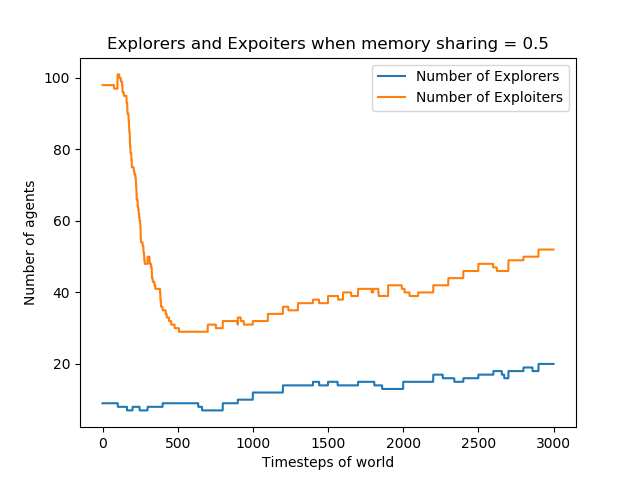 Explorers and Expoiters when memory sharing = 0.5
Number of Explorers
Number of Exploiters
Number of agents
100
80
60
40
20
0
500
1000
1500
2000
2500
3000
Timesteps of world